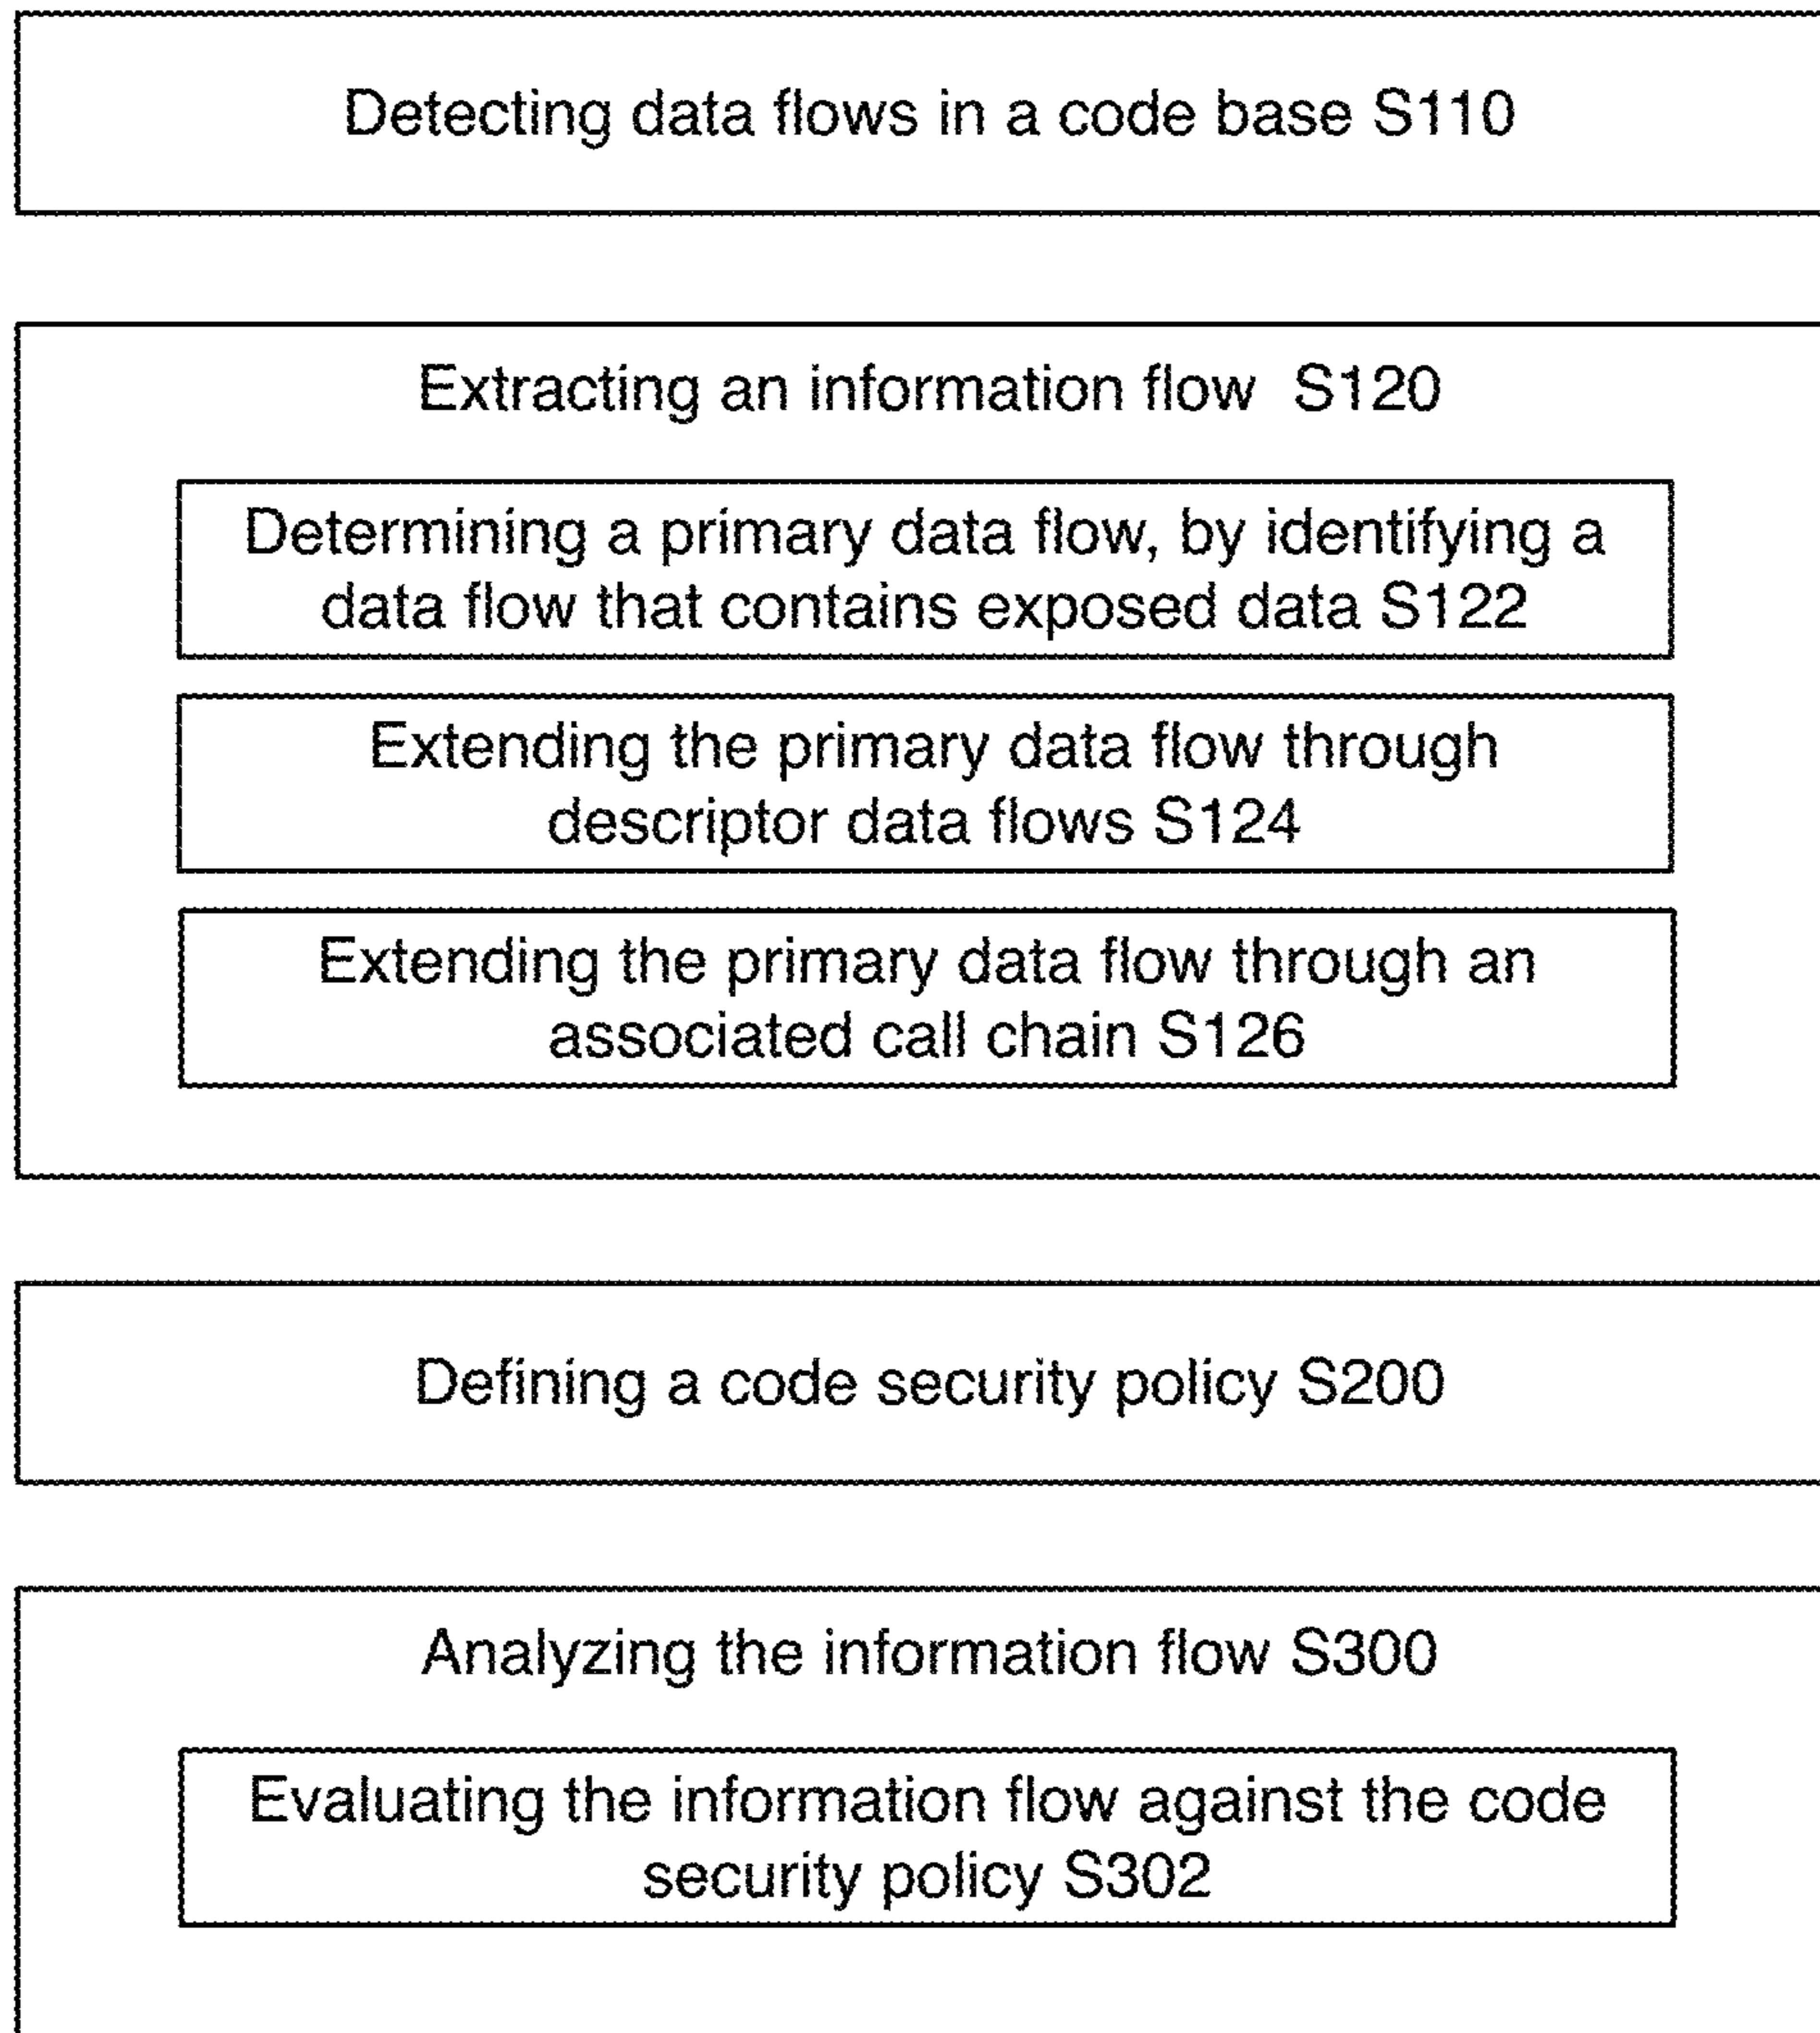 Detecting data flows in a code base S110
Extracting an information flow S120
Determining a primary data flow, by identifying a
data flow that contains exposed data S122
Extending the primary data flow through
descriptor data flows S124
Extending the primary data flow through an
associated call chain S126
Defining a code security policy S200
Analyzing the information flow S300
Evaluating the information flow against the code
security policy S302